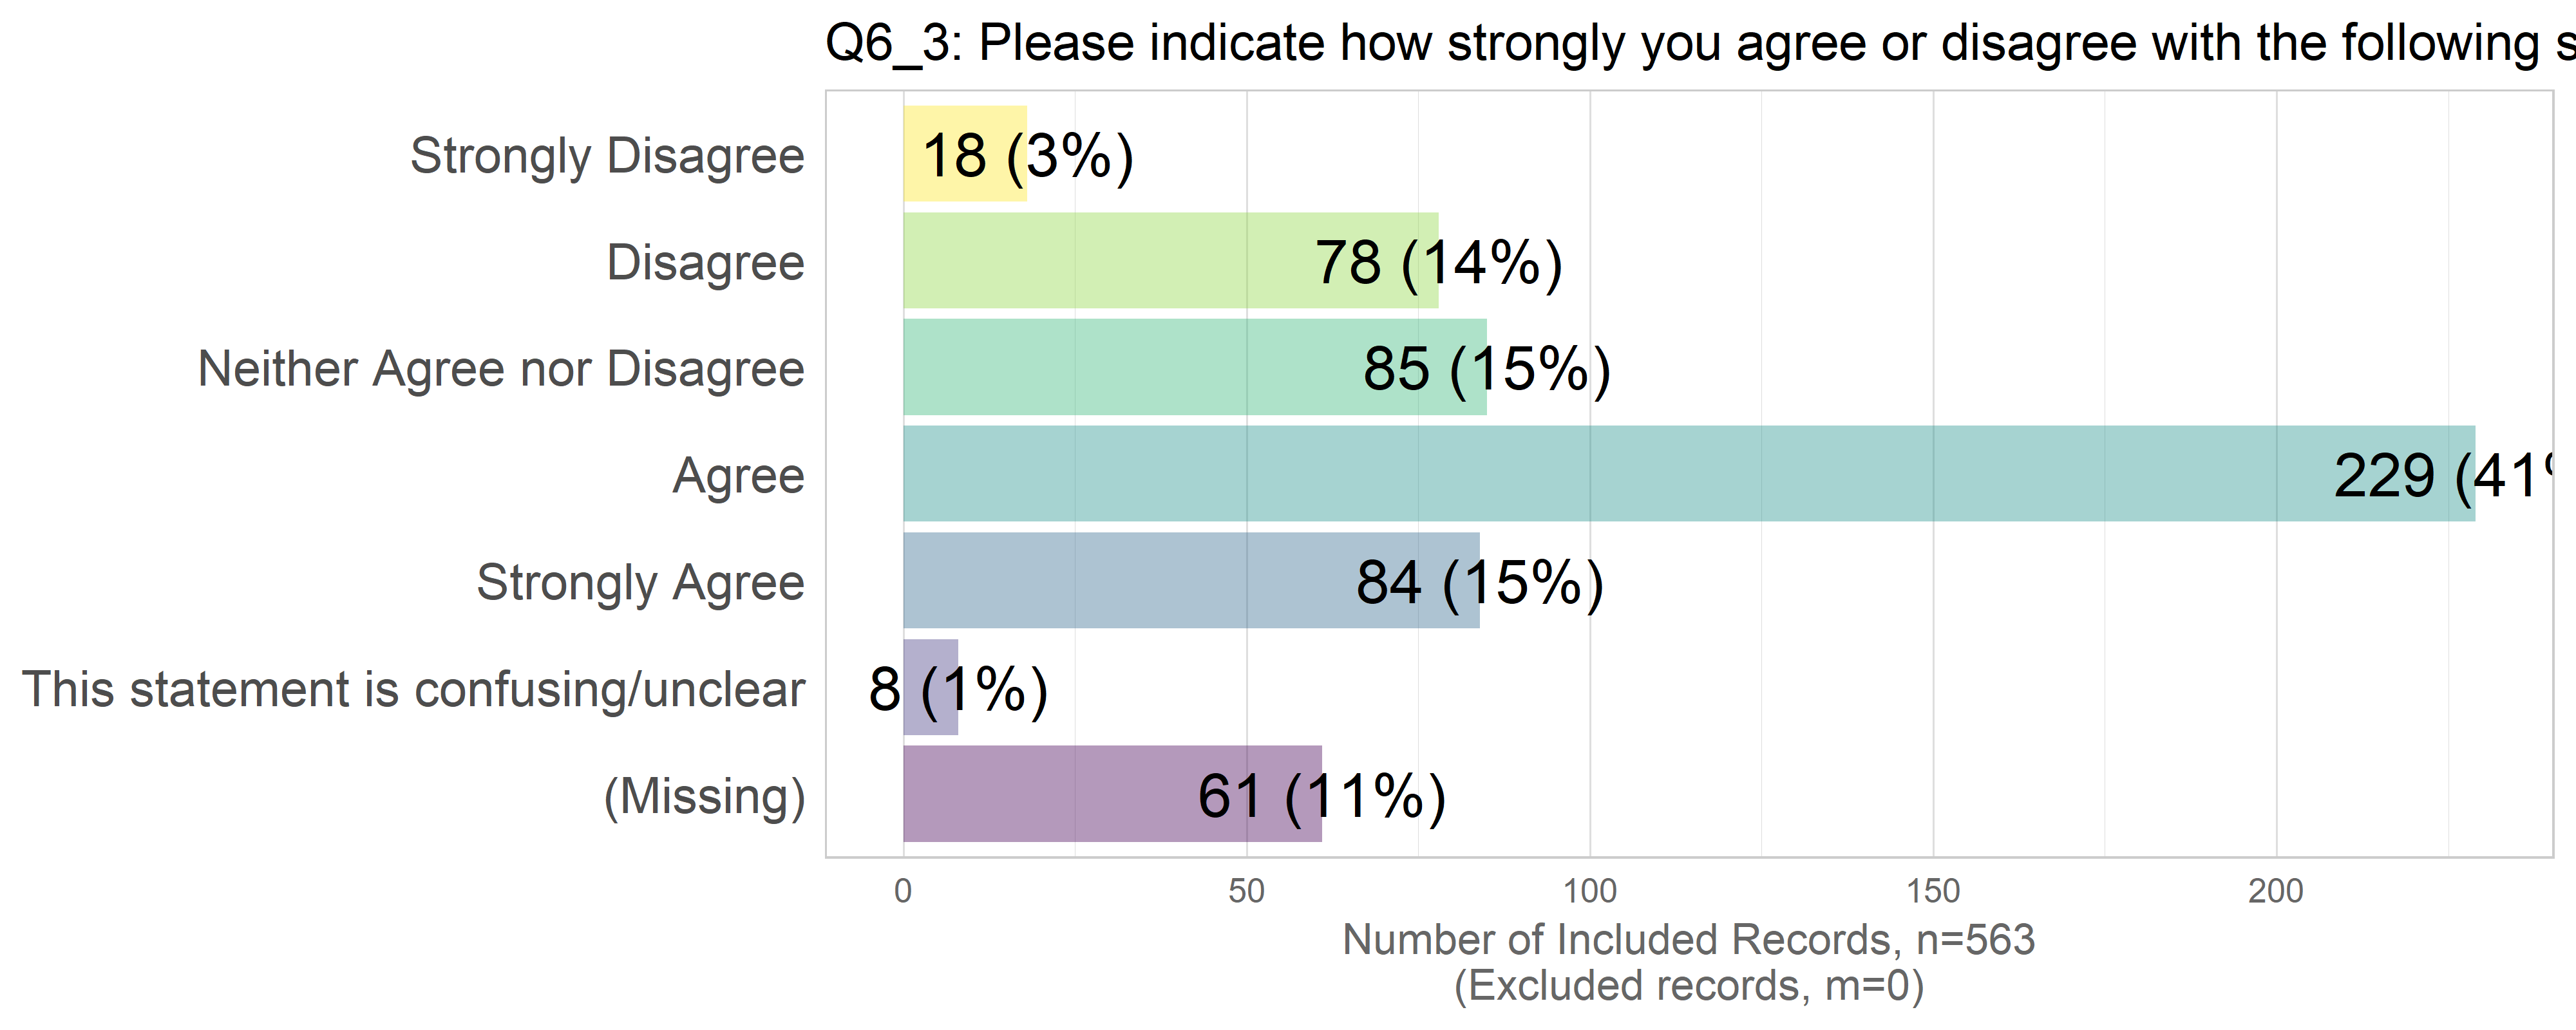 Q6_3: Please indicate how strongly you agree or disagree with the following s
Strongly Disagree 18 (3%)
Disagree 78 (14%)
Neither Agree nor Disagree 85 (15%)
Agree 229 (41%
Strongly Agree 84 (15%)
This statement is confusing/unclear 8 (1%)
(Missing) 61 (11%)
0 50 100 150 200
Number of Included Records, n=563
(Excluded records, m=0)